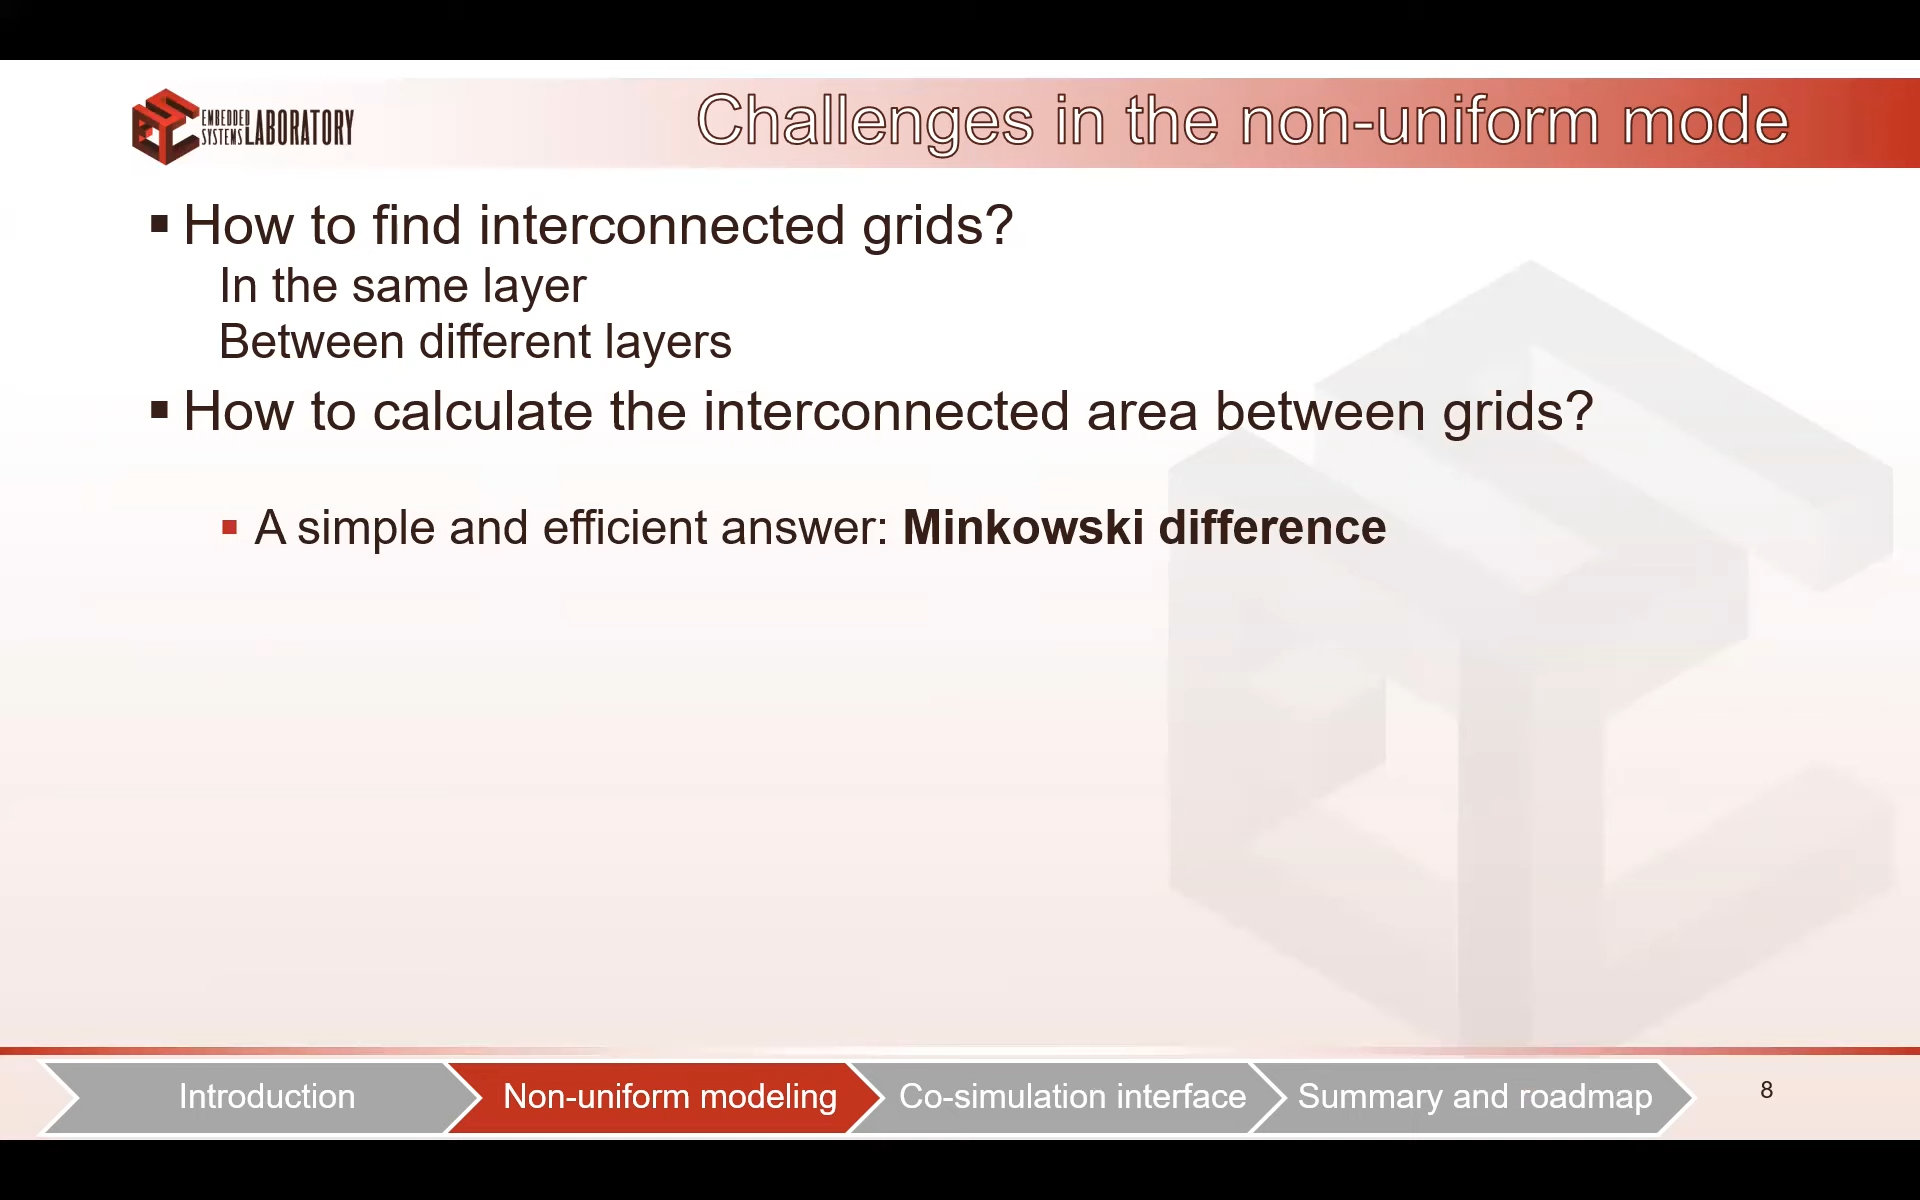 EMBEDDED
SYSTEMS LABORATORY
Challenges in the non-uniform mode
▪ How to find interconnected grids?
In the same layer
Between different layers
▪ How to calculate the interconnected area between grids?
▪ A simple and efficient answer: Minkowski difference
Introduction
Non-uniform modeling
Co-simulation interface
Summary and roadmap
8